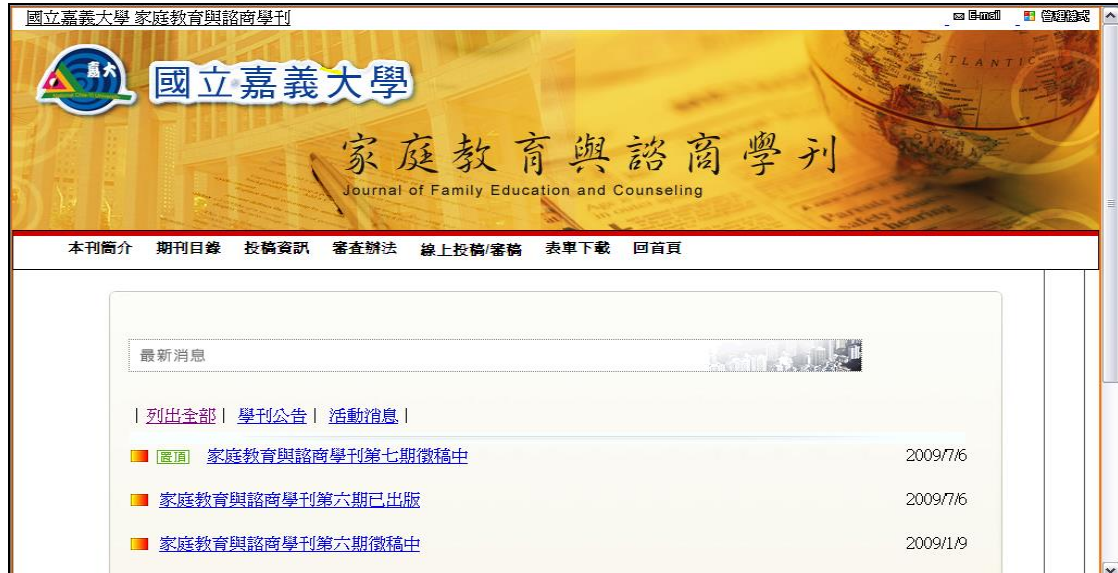 國立嘉義大學 家庭教育與諮商學刊
E-mail 管理模式
嘉大
國立嘉義大學
ATLANTIC
家庭教育與諮商學刊
Journal of Family Education and Counseling
本刊簡介 期刊目錄 投稿資訊 審查辦法 線上投稿/審稿 表單下載 回首頁
最新消息
| 列出全部 | 學刊公告 | 活動消息 |
置頂 家庭教育與諮商學刊第七期徵稿中 2009/7/6
家庭教育與諮商學刊第六期已出版 2009/7/6
家庭教育與諮商學刊第六期徵稿中 2009/1/9